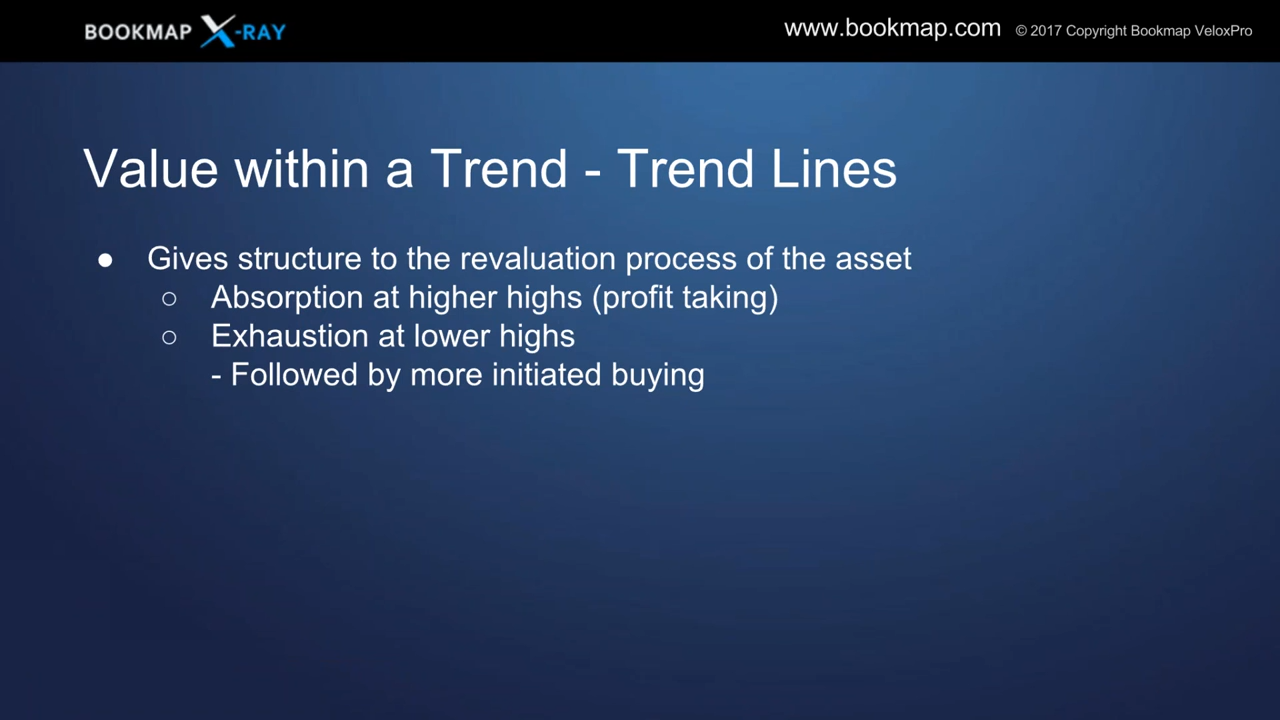 BOOKMAP X-RAY
www.bookmap.com © 2017 Copyright Bookmap VeloxPro
Value within a Trend - Trend Lines
● Gives structure to the revaluation process of the asset
○ Absorption at higher highs (profit taking)
○ Exhaustion at lower highs
- Followed by more initiated buying